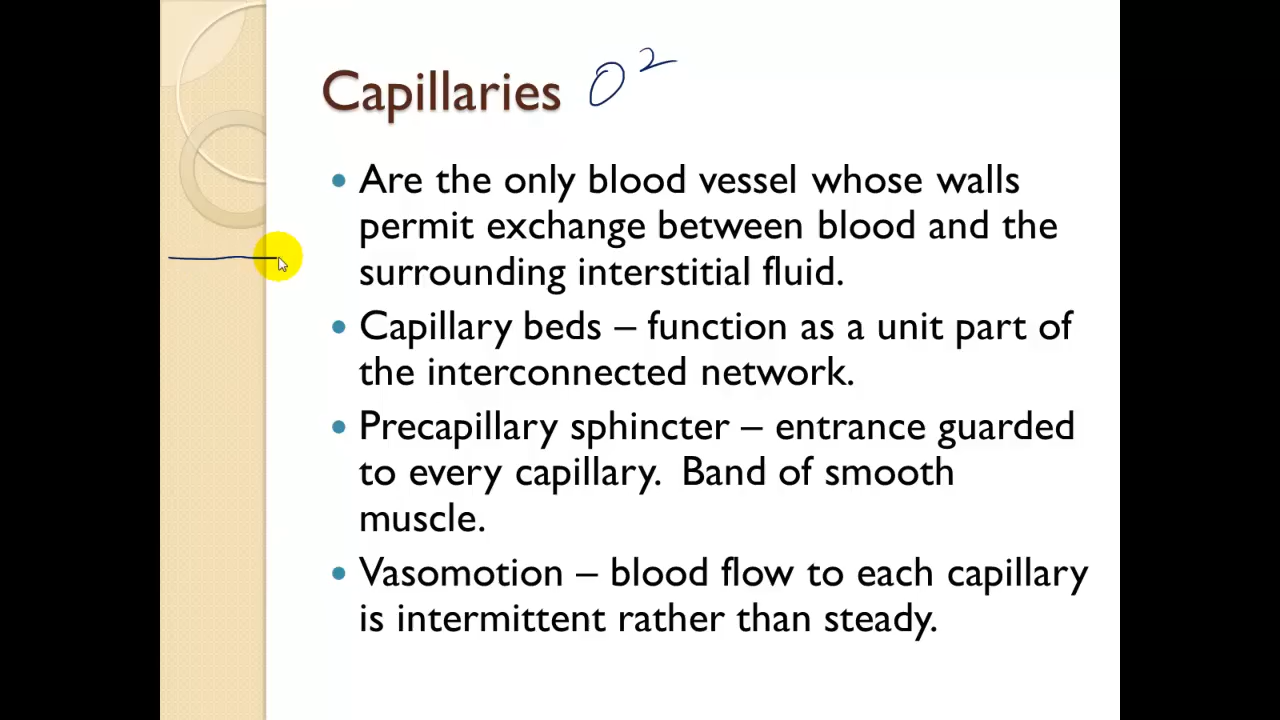 Capillaries O²
• Are the only blood vessel whose walls
permit exchange between blood and the
surrounding interstitial fluid.
• Capillary beds – function as a unit part of
the interconnected network.
• Precapillary sphincter – entrance guarded
to every capillary.  Band of smooth
muscle.
• Vasomotion – blood flow to each capillary
is intermittent rather than steady.